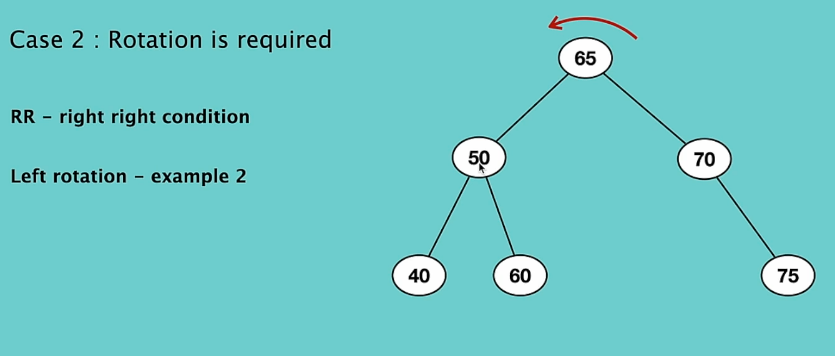 Case 2 : Rotation is required
RR - right right condition
Left rotation - example 2
65
50
70
40
60
75